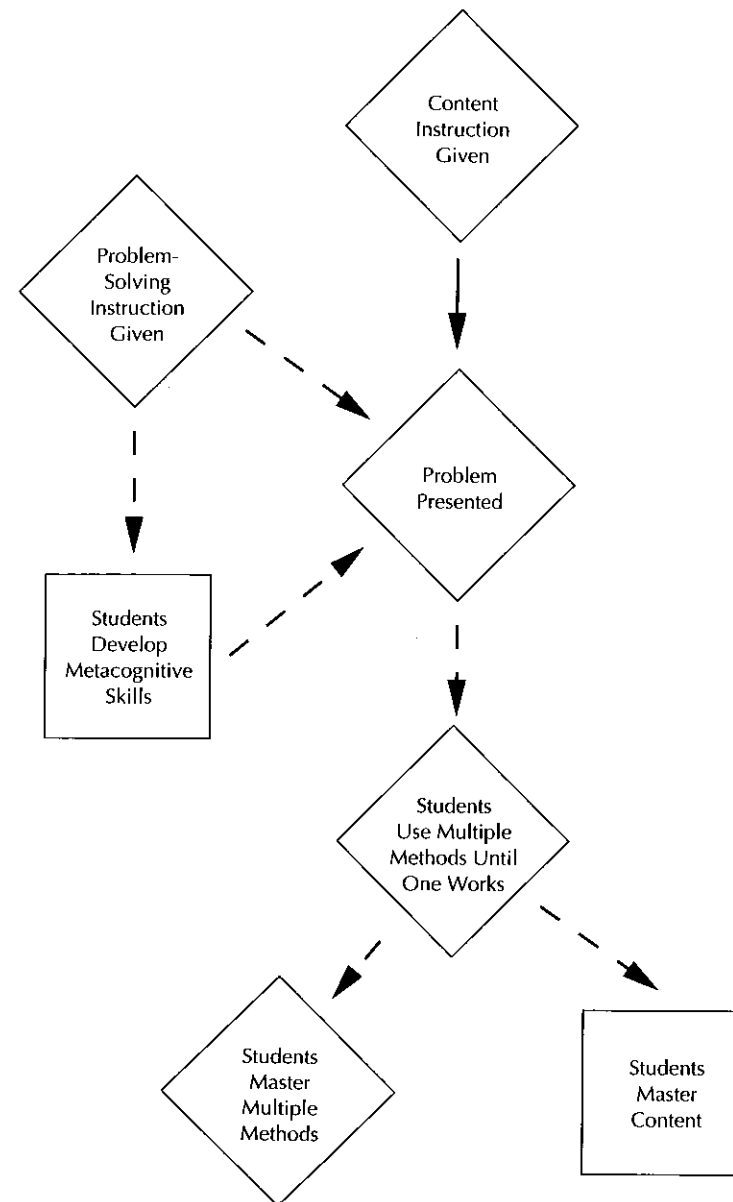 Content
Instruction
Given
Problem-
Solving
Instruction
Given
Problem
Presented
Students
Develop
Metacognitive
Skills
Students
Use Multiple
Methods Until
One Works
Students
Master
Multiple
Methods
Students
Master
Content